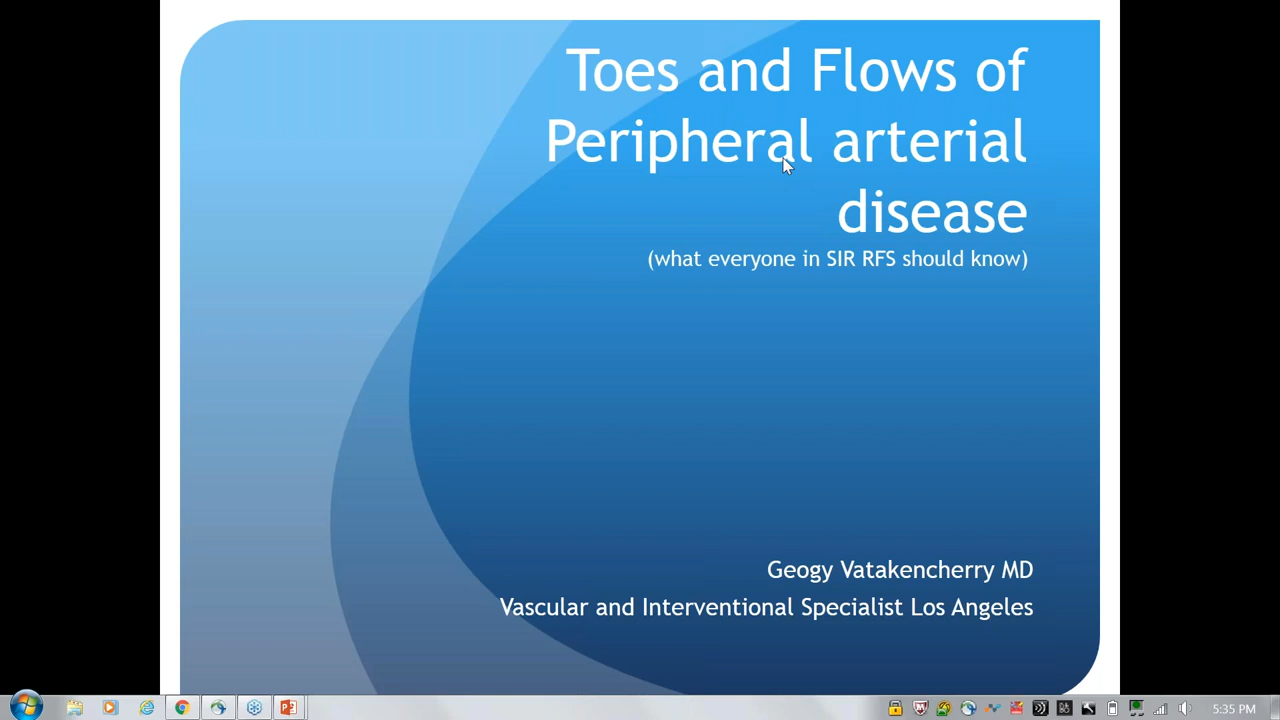 Toes and Flows of
Peripheral arterial
disease
(what everyone in SIR RFS should know)
Geogy Vatakencherry MD
Vascular and Interventional Specialist Los Angeles
5:35 PM